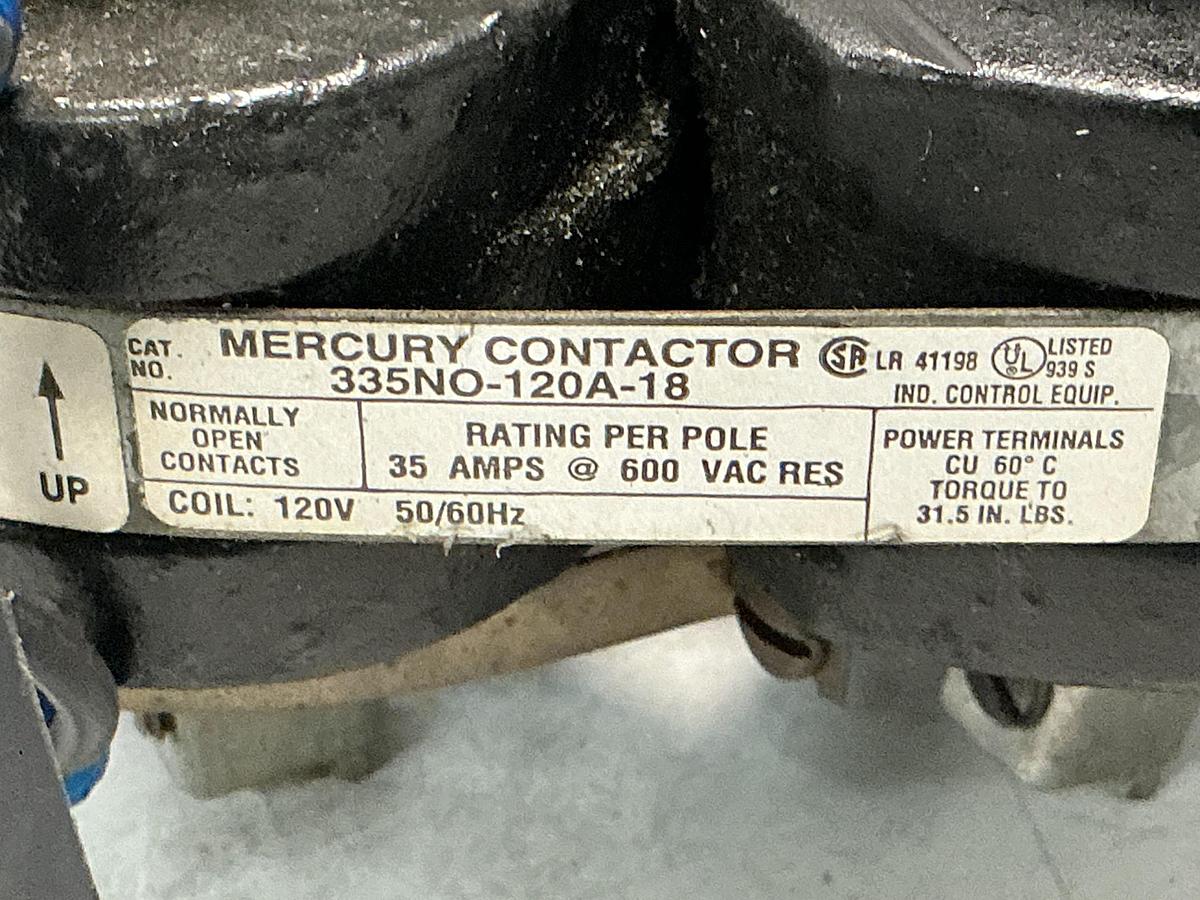 UP
CAT. NO.
MERCURY CONTACTOR
335NO-120A-18
SA LR 41198
UL LISTED
939 S
IND. CONTROL EQUIP.
NORMALLY
OPEN
CONTACTS
RATING PER POLE
35 AMPS @ 600 VAC RES
POWER TERMINALS
CU 60° C
TORQUE TO
31.5 IN. LBS.
COIL: 120V 50/60Hz